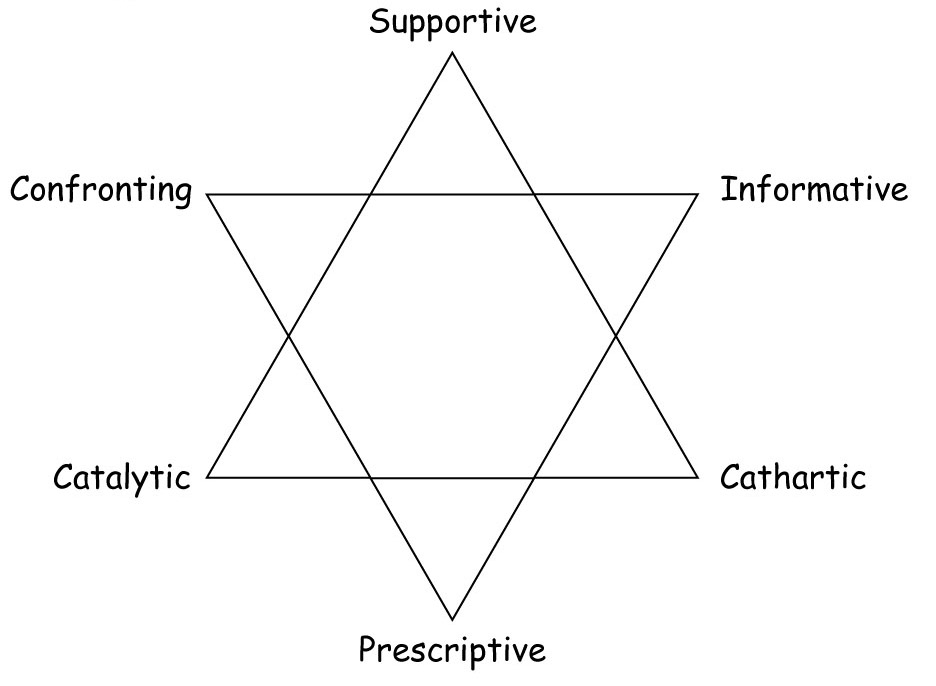 Supportive
Confronting
Informative
Catalytic
Cathartic
Prescriptive